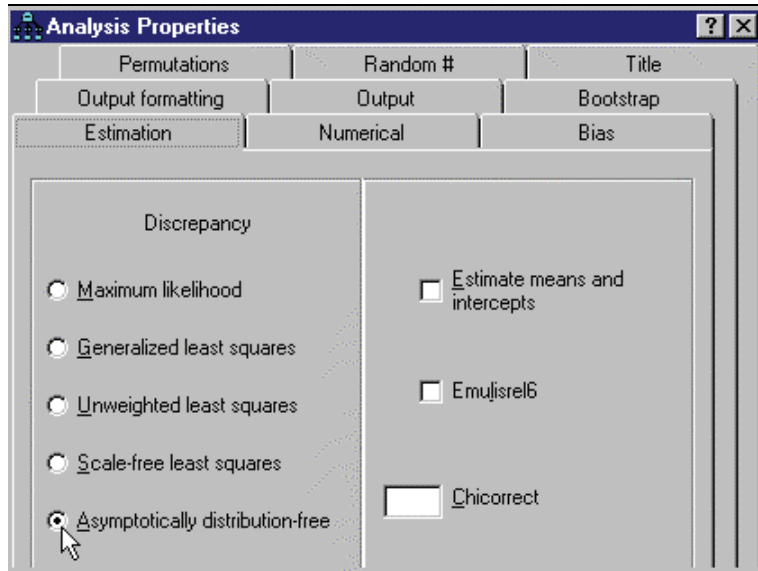 Analysis Properties
Permutations
Random #
Title
Output formatting
Output
Bootstrap
Estimation
Numerical
Bias
Discrepancy
Maximum likelihood
Generalized least squares
Unweighted least squares
Scale-free least squares
Asymptotically distribution-free
Estimate means and
intercepts
Emulisrel6
Chicorrect